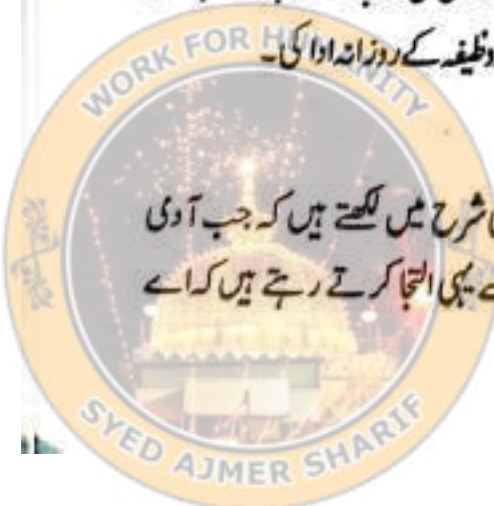 WORK FOR HUMANITY
وظیفہ کے روزانہ ادا کی۔
شرح میں لکھتے ہیں کہ جب آدمی
یہی التجا کرتے رہتے ہیں کہ اے
SYED AJMER SHARIF